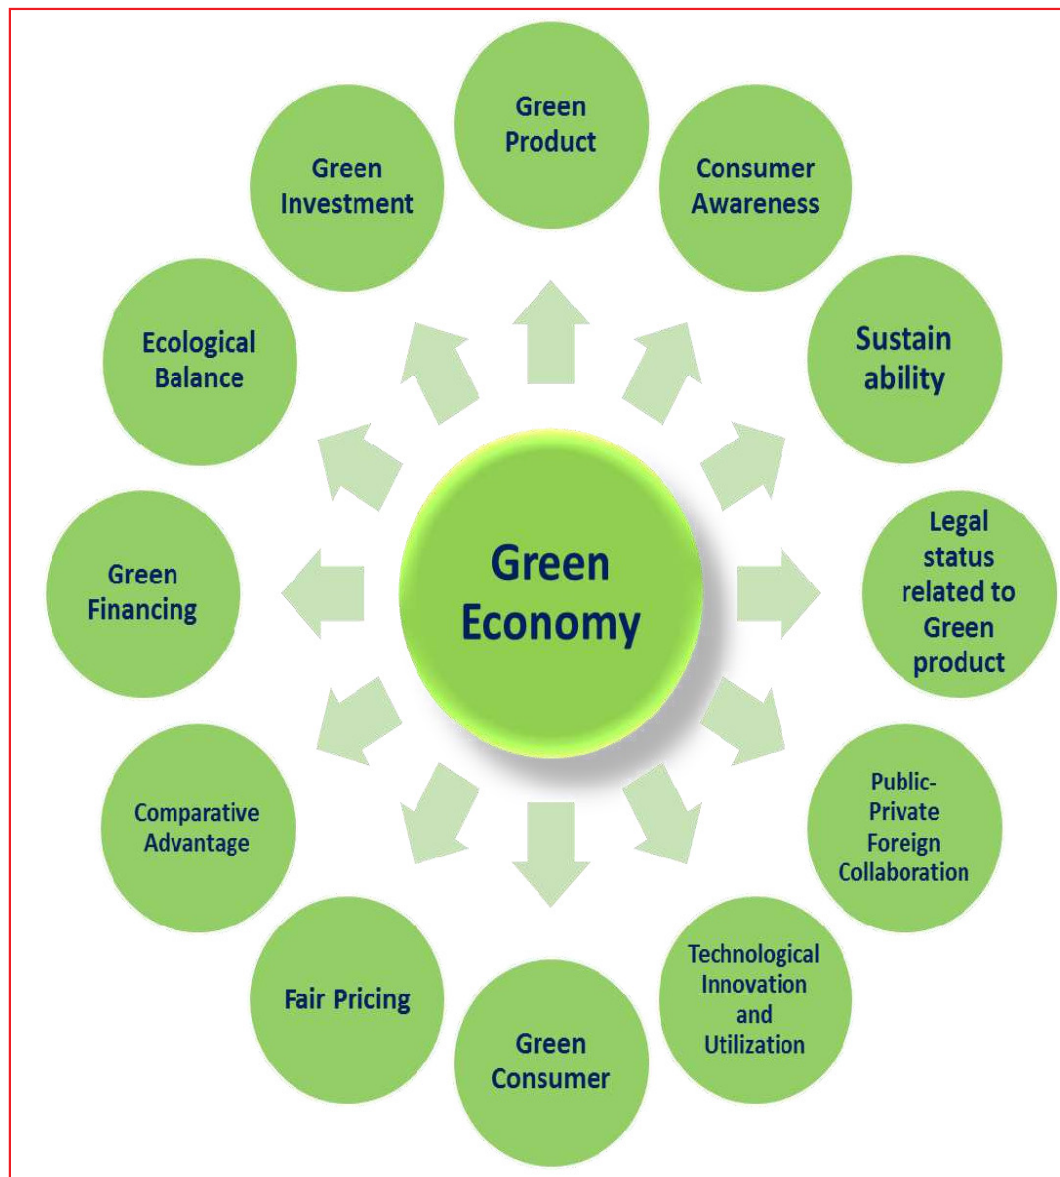 Green
Product
Consumer
Awareness
Sustain
ability
Legal
status
related to
Green
product
Public-
Private
Foreign
Collaboration
Technological
Innovation
and
Utilization
Green
Consumer
Fair Pricing
Comparative
Advantage
Green
Financing
Ecological
Balance
Green
Investment
Green
Economy